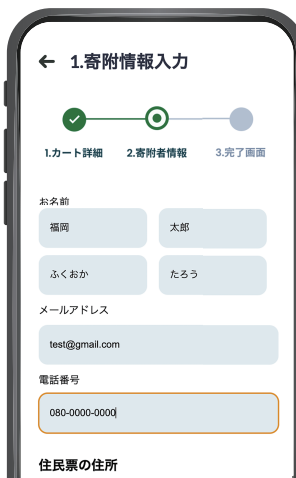 ← 1.寄附情報入力
1.カート詳細 2.寄附者情報 3.完了画面
お名前
福岡 太郎
ふくおか たろう
メールアドレス
test@gmail.com
電話番号
080-0000-0000
住民票の住所